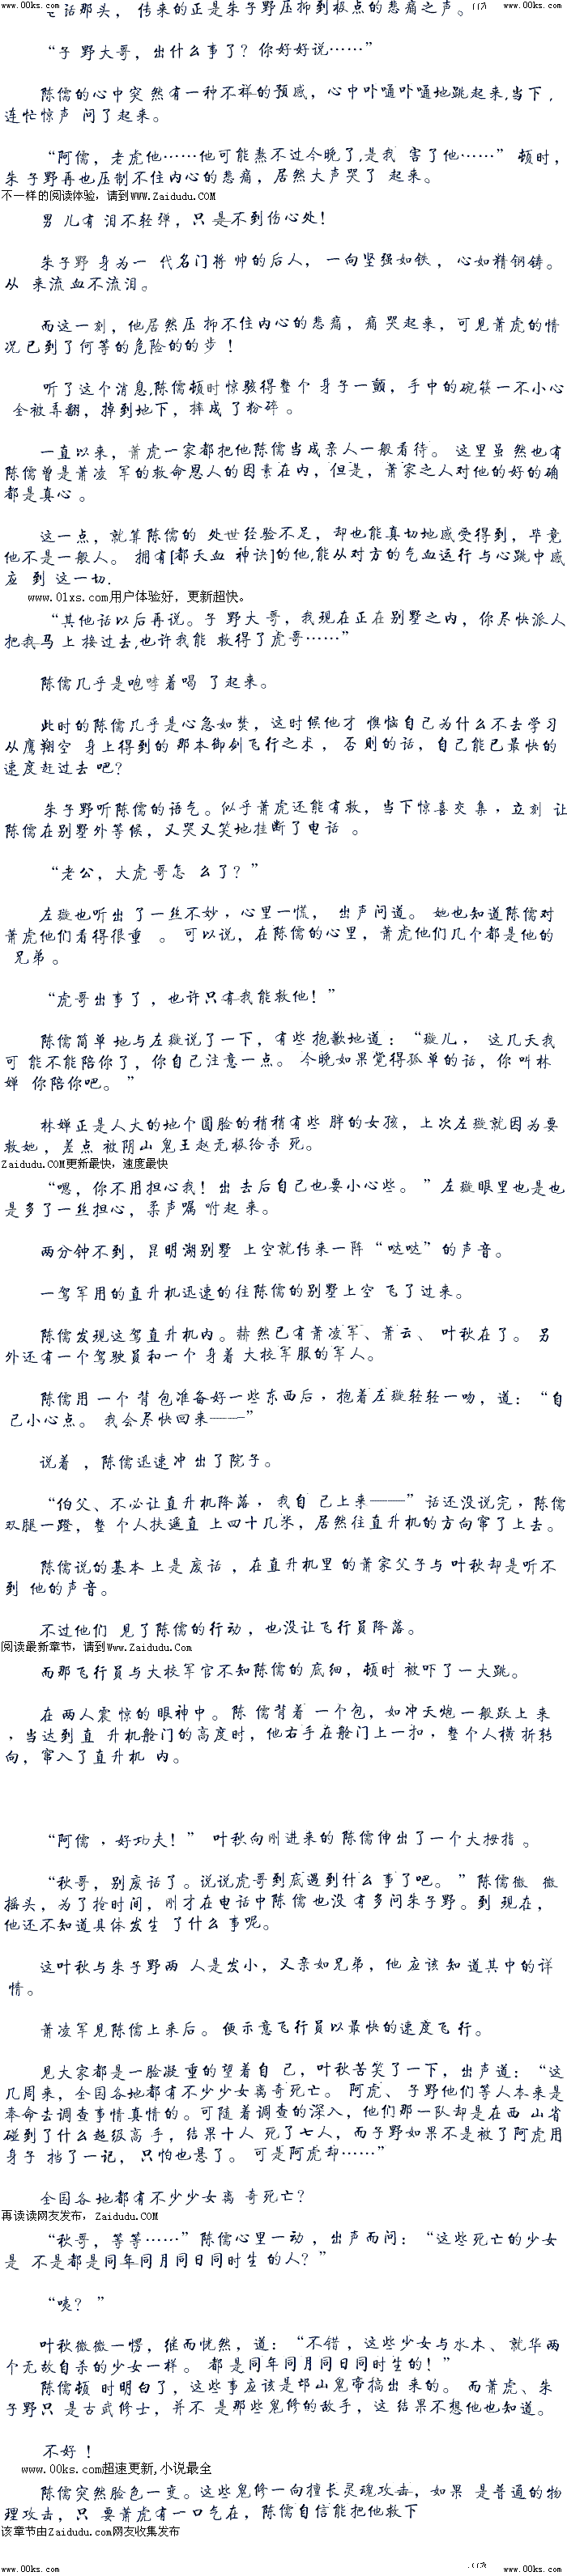 www.00ks.com
www.00ks.com
话那头， 传来的正是朱子野压抑到极点的悲痛之声。
“子 野大哥，出什么事了？你好好说……”
陈儒的心中突 然有一种不祥的预感，心中卟嗵卟嗵地跳起来,当下，
连忙惊声 问了起来。
“阿儒，老虎他……他可能熬不过今晚了,是我 害了他……” 顿时，
朱 子野再也压制不住内心的悲痛，居然大声哭了 起来。
不一样的阅读体验，请到WWW.Zaidudu.COM
男 儿有 泪不轻弹，只 是不到伤心处！
朱子野 身为一 代名门将 帅的后人， 一向坚强如铁 ，心如精钢铸。
从 来流 血不流泪。
而这一刻，他居然压 抑不住内心的悲痛，痛 哭起来，可见萧虎的情
况已到了何等的危险的的步 ！
听了这个消息,陈儒顿时惊骇得整个 身子一颤，手中的碗筷一不小心
全被弄翻，掉到地下，摔成了粉碎 。
一直以来，萧虎一家都把他陈儒当成亲人一般看待。 这里虽 然也有
陈儒曾是萧凌 军的救命恩人的因素在内，但是，萧家之人对他的好的确
都是真心 。
这一点，就算陈儒的 处世经验不足，却也能真切地感受得到，毕竟
他不是一般人。 拥有[都天血 神诀]的他,能从对方的气血运行 与心跳中感
应 到 这一切.
www.01xs.com用户体验好，更新超快。
“其他话以后再说。子 野大 哥，我现在正在别墅之内，你尽快派人
把我马 上 接过去,也许我能 救得了虎哥……”
陈儒几乎是咆哮着喝 了起来。
此时的陈儒几乎是心急如焚，这时候他才 懊恼自己为什么不去学习
从鹰翔空 身上得到的 那本御剑飞行之术 ， 否 则的话，自己能已最快的
速度赶过去 吧？
朱子野听陈儒的语气。似乎萧虎还能有救，当下惊喜交 集 ，立刻 让
陈儒在别墅外等候，又哭又笑地挂断了电话 。
“老公，大虎哥怎 么了？”
左璇也听出 了一丝不妙 ，心里一慌， 出声问道。 她也知道陈儒对
萧虎他们看得很重 。 可以说，在陈儒的心里，萧虎他们几个都是他的
兄弟 。
“虎哥出事了 ，也许只有我能救他！”
陈儒简单 地与左璇说了一下，有些抱歉地道：“璇儿， 这几天我
可 能不能陪你了，你自己注意一点。 今晚如果觉得孤单的话，你叫林
婵 你陪你吧。 ”
林婵正是人大的地个圆脸的稍稍有些 胖的女孩，上次左璇就因为要
救她 ，差点 被阴山 鬼王赵无极给杀 死。
Zaidudu.COM更新最快，速度最快
“嗯，你不用担心我！出 去后自己也要小心些。 ”左璇眼里也是也
是多了一丝担心，柔声嘱 咐起 来。
两分钟不到，昆明湖别墅 上空就传来一阵 “哒哒”的声音。
一驾军用的直升机迅速的往陈儒的别墅上空 飞了过来。
陈儒发现这驾直升机内。赫 然已有萧凌军、萧云、 叶秋在了。 另
外还有一个驾驶员和一个 身着 大校军服的军人。
陈儒用 一个 背 包准备好一些东西后 ，抱着左璇轻轻一吻，道：“自
己小心点。 我会尽快回来——”
说着 ，陈儒迅速冲 出了院子。
“伯父、不必让直升机降落 ，我自 己上来——”话还没说完 ，陈儒
双腿一蹬，整 个人扶遥直 上四十几米，居然往直升机的方向窜了上去。
陈儒说的基本 上是废话 ，在直升机里 的萧家父子与 叶秋却是听不
到 他的声音。
不过他们 见了陈儒的行动，也没让飞行员降落。
阅读最新章节，请到Www.Zaidudu.Com
而那飞行员与大校军官不知陈儒的 底细，顿时 被吓了一大跳。
在 两人震 惊的眼神中。陈 儒背着 一个包，如冲天炮一般跃上来
，当达到 直 升机舱门的高度时，他右手在舱门上一扣 ，整个人横 折转
向，窜入了直升机 内。
“阿儒 ，好功夫！” 叶秋向刚进来的陈儒伸出了一个大拇指 。
“秋哥，别废话了。说说虎哥到底遇到什么 事了吧。 ”陈儒微 微
摇头，为了抢时间，刚才在电话中陈 儒也没有多问朱子野。到 现在，
他还不知道具体发生 了什么事呢。
这叶秋与朱子野两 人是发小，又亲如兄弟，他应该 知 道其中的详
情。
萧凌军见陈儒上来后。便示意飞行员以最快的速度飞 行。
见大家都是一脸凝 重的望着自 己，叶秋苦笑了一下，出声道：“这
几周来，全国各地都有不少少女离奇死亡。 阿虎、 子野他们等人本来是
奉命去调查事情真情的。可随着调查的深入，他们那一队却是在西 山省
碰到了什么超级高 手，结果十人 死了七人，而子野如果不是被了阿虎用
身子 挡了一记，只怕也悬了。 可是阿虎却……”
全国各地都有不少少女离 奇死亡？
再读读网友发布，Zaidudu.COM
“秋哥，等等……”陈儒心里一动 ，出声而问：“这些死亡的少女
是 不是都是同年同月同日同时生 的人？”
“咦？ ”
叶秋微微一愣，继而恍然，道：“不错 ，这些少女与水木、就华两
个无故自杀的少女一样。 都 是同年同月同日同时生的！”
陈儒顿 时明白了，这些事应该是邙山鬼帝搞出 来的。 而萧虎、朱
子野只 是古武修士，并不 是那些鬼修的敌手，这 结果不想他也知道。
不好 ！
www.00ks.com超速更新,小说最全
陈儒突然脸色一变。这些鬼修一向擅长灵魂攻击，如果 是普通的物
理攻击，只 要萧虎有一口气在，陈儒自信能把他救下
该章节由Zaidudu.com网友收集发布
www.00ks.com
www.00ks.com